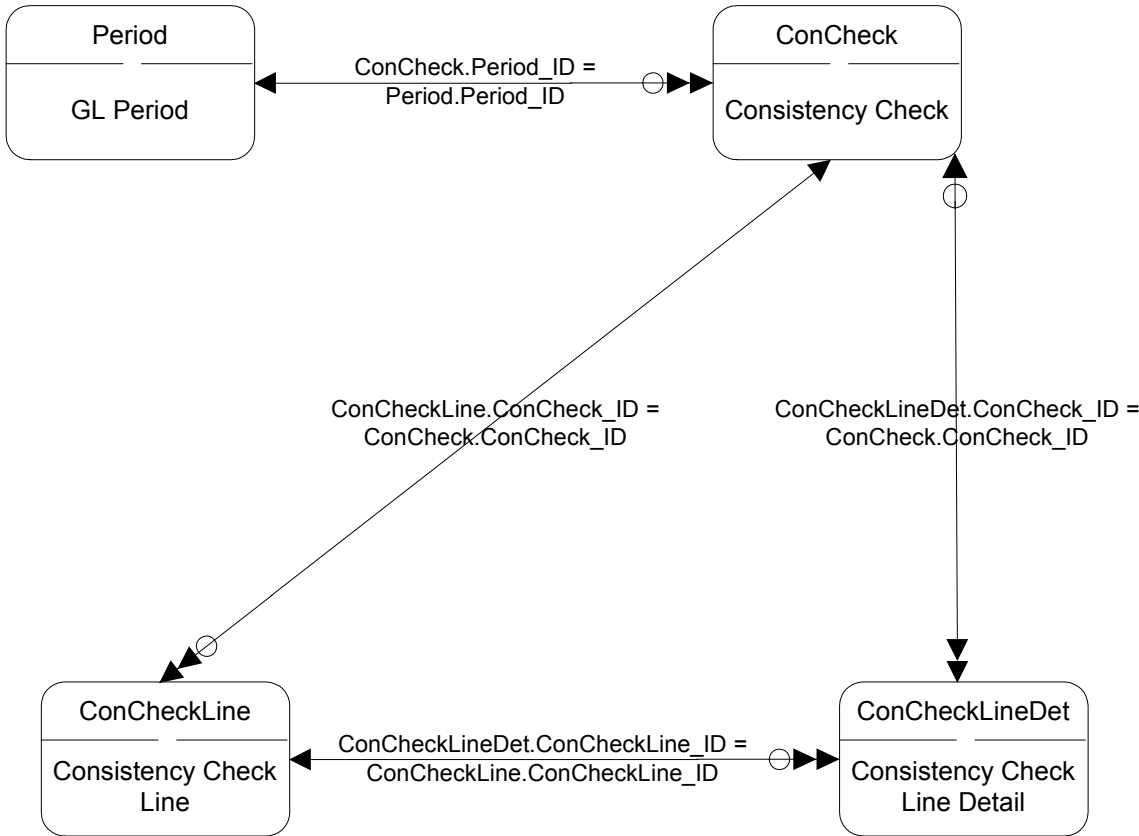 Period
GL Period
ConCheck.Period_ID =
Period.Period_ID
ConCheck
Consistency Check
ConCheckLine.ConCheck_ID =
ConCheck.ConCheck_ID
ConCheckLineDet.ConCheck_ID =
ConCheck.ConCheck_ID
ConCheckLine
Consistency Check
Line
ConCheckLineDet.ConCheckLine_ID =
ConCheckLine.ConCheckLine_ID
ConCheckLineDet
Consistency Check
Line Detail